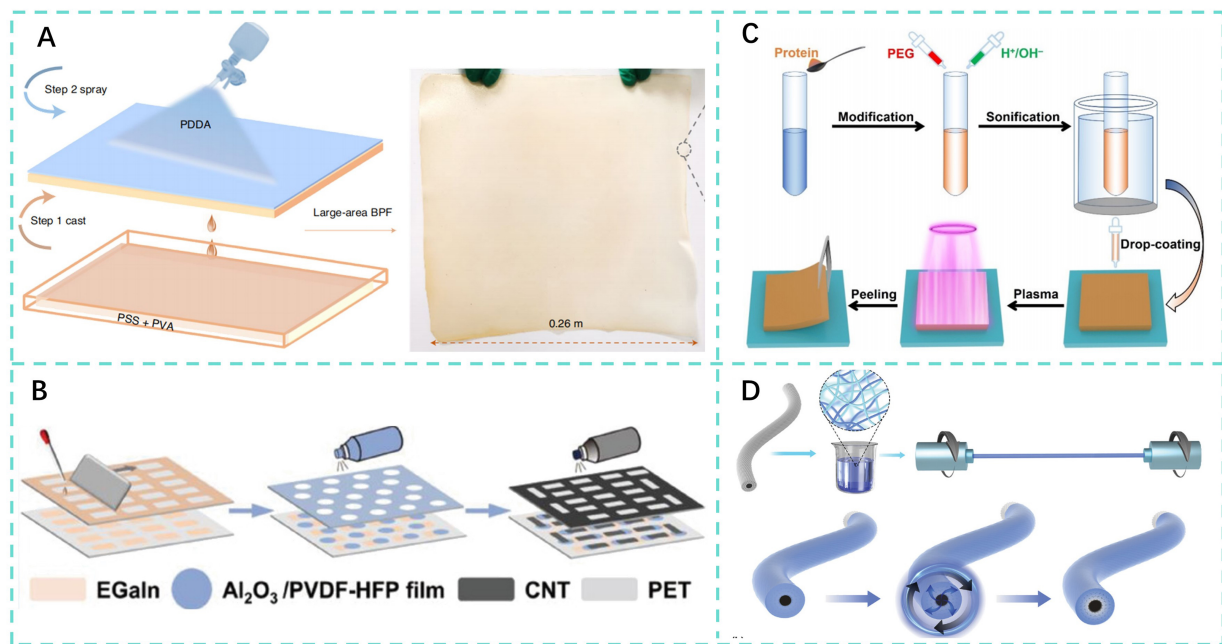 A
Step 2 spray
PDDA
Step 1 cast
Large-area BPF
PSS + PVA
0.26 m
B
EGaIn
Al₂O₃ /PVDF-HFP film
CNT
PET
C
Protein
PEG
H⁺/OH⁻
Modification
Sonification
Drop-coating
Peeling
Plasma
D